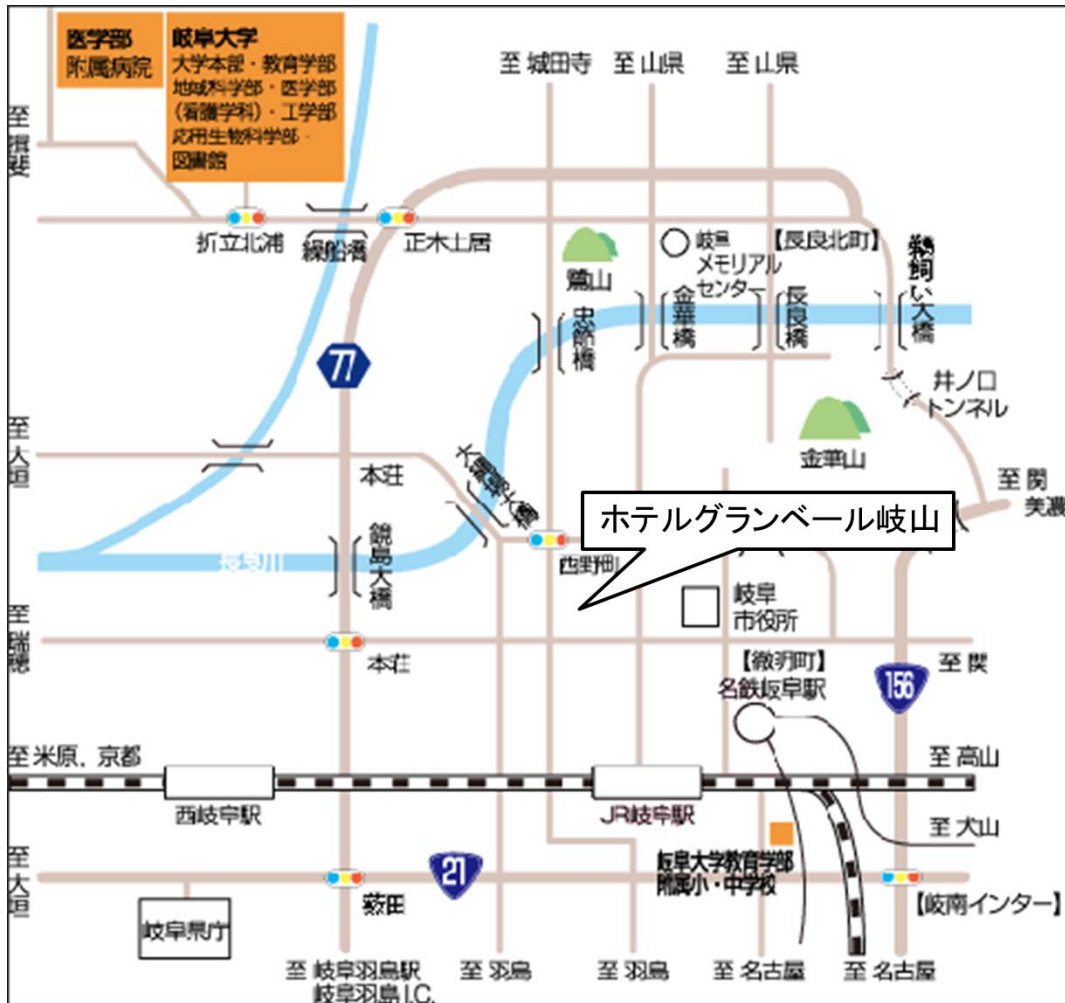 医学部
附属病院
岐阜大学
大学本部・教育学部
地域科学部・医学部
(看護学科)・工学部
応用生物科学部・
図書館
至 城田寺
至 山県
至 山県
至 揖斐
折立北浦
繰船橋
正木土居
鷺山
岐阜
メモリアル
センター
【長良北町】
鵜飼い大橋
忠節橋
金華橋
長良橋
77
井ノ口
トンネル
金華山
至 大垣
本荘
大縄場大橋
至 関
美濃
ホテルグランベール岐山
長良川
鏡島大橋
西野町
岐阜
市役所
至 瑞穂
本荘
【徹明町】
名鉄岐阜駅
至 関
156
至 米原，京都
至 高山
西岐阜駅
JR岐阜駅
至 犬山
至 大垣
21
岐阜大学教育学部
附属小・中学校
薮田
岐阜県庁
【岐南インター】
至 岐阜羽島駅
岐阜羽島I.C.
至 羽島
至 羽島
至 名古屋
至 名古屋